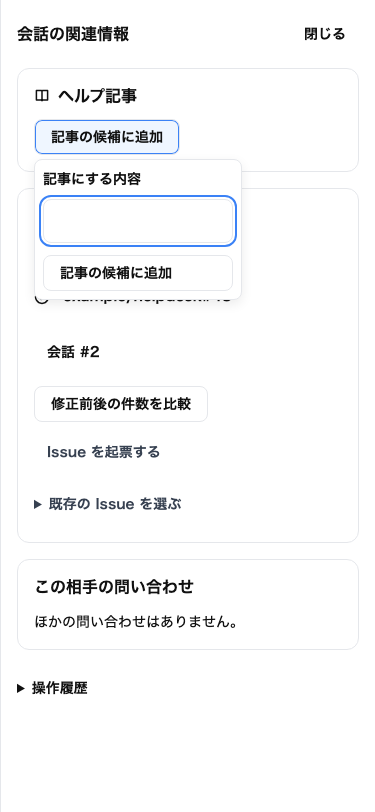 会話の関連情報
閉じる
ヘルプ記事
記事の候補に追加
記事にする内容
記事の候補に追加
会話 #2
修正前後の件数を比較
Issue を起票する
既存の Issue を選ぶ
この相手の問い合わせ
ほかの問い合わせはありません。
操作履歴